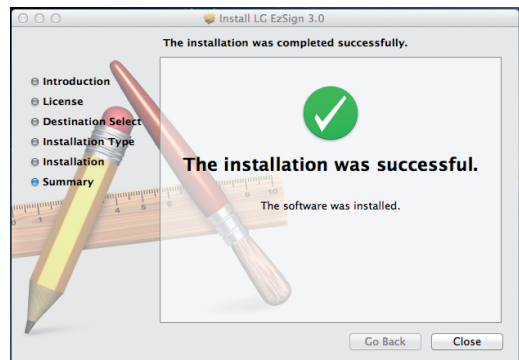 Install LG EzSign 3.0
The installation was completed successfully.
Introduction
License
Destination Select
Installation Type
Installation
Summary
The installation was successful.
The software was installed.
Go Back
Close